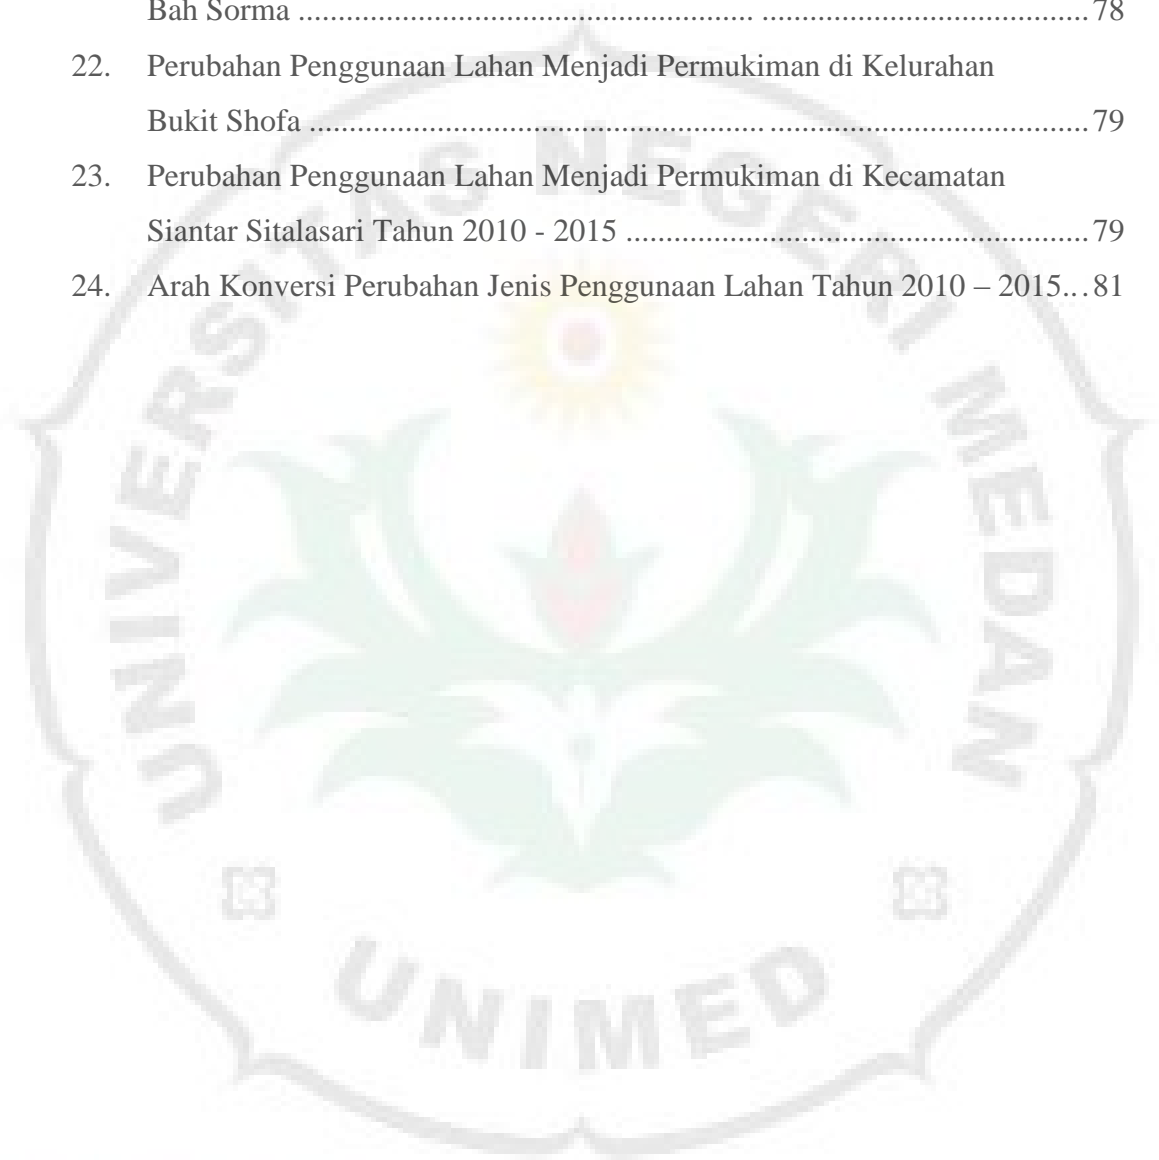 Bah Sorma ........................................................ ........................................ 78
22. Perubahan Penggunaan Lahan Menjadi Permukiman di Kelurahan
Bukit Shofa ........................................................ ....................................... 79
23. Perubahan Penggunaan Lahan Menjadi Permukiman di Kecamatan
Siantar Sitalasari Tahun 2010 - 2015 ......................................................... 79
24. Arah Konversi Perubahan Jenis Penggunaan Lahan Tahun 2010 – 2015... 81
UNIVERSITAS NEGERI MEDAN
UNIMED